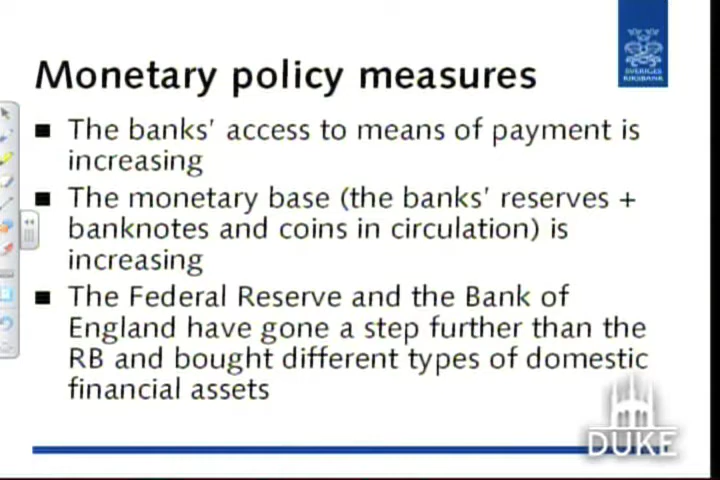 SVERIGES
RIKSBANK
Monetary policy measures
The banks' access to means of payment is
increasing
The monetary base (the banks' reserves +
banknotes and coins in circulation) is
increasing
The Federal Reserve and the Bank of
England have gone a step further than the
RB and bought different types of domestic
financial assets
DUKE